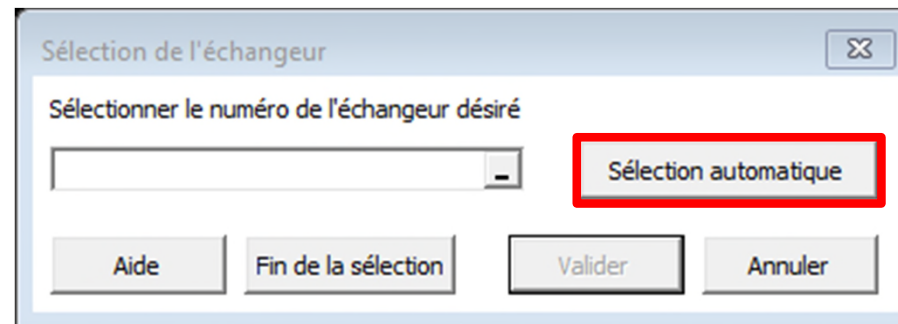 Sélection de l'échangeur
Sélectionner le numéro de l'échangeur désiré
Sélection automatique
Aide
Fin de la sélection
Valider
Annuler